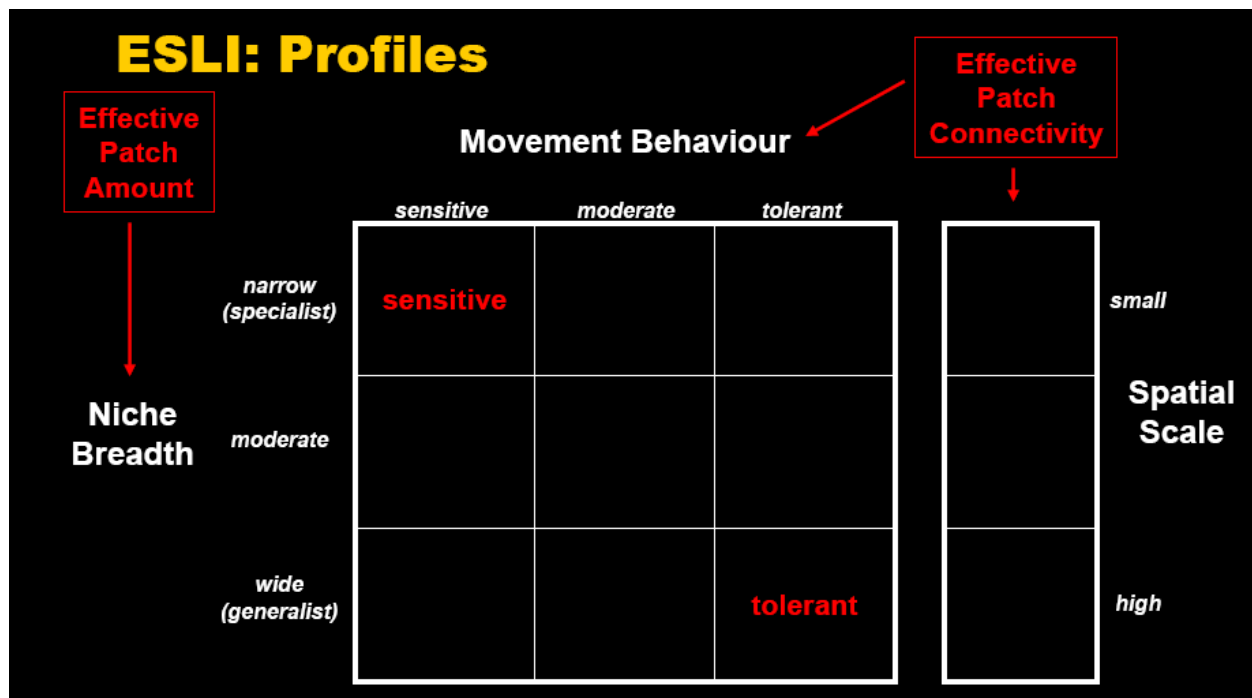 ESLI: Profiles
Effective
Patch
Amount
Effective
Patch
Connectivity
Movement Behaviour
sensitive
moderate
tolerant
narrow
(specialist)
sensitive
small
Niche
Breadth
moderate
Spatial
Scale
wide
(generalist)
tolerant
high